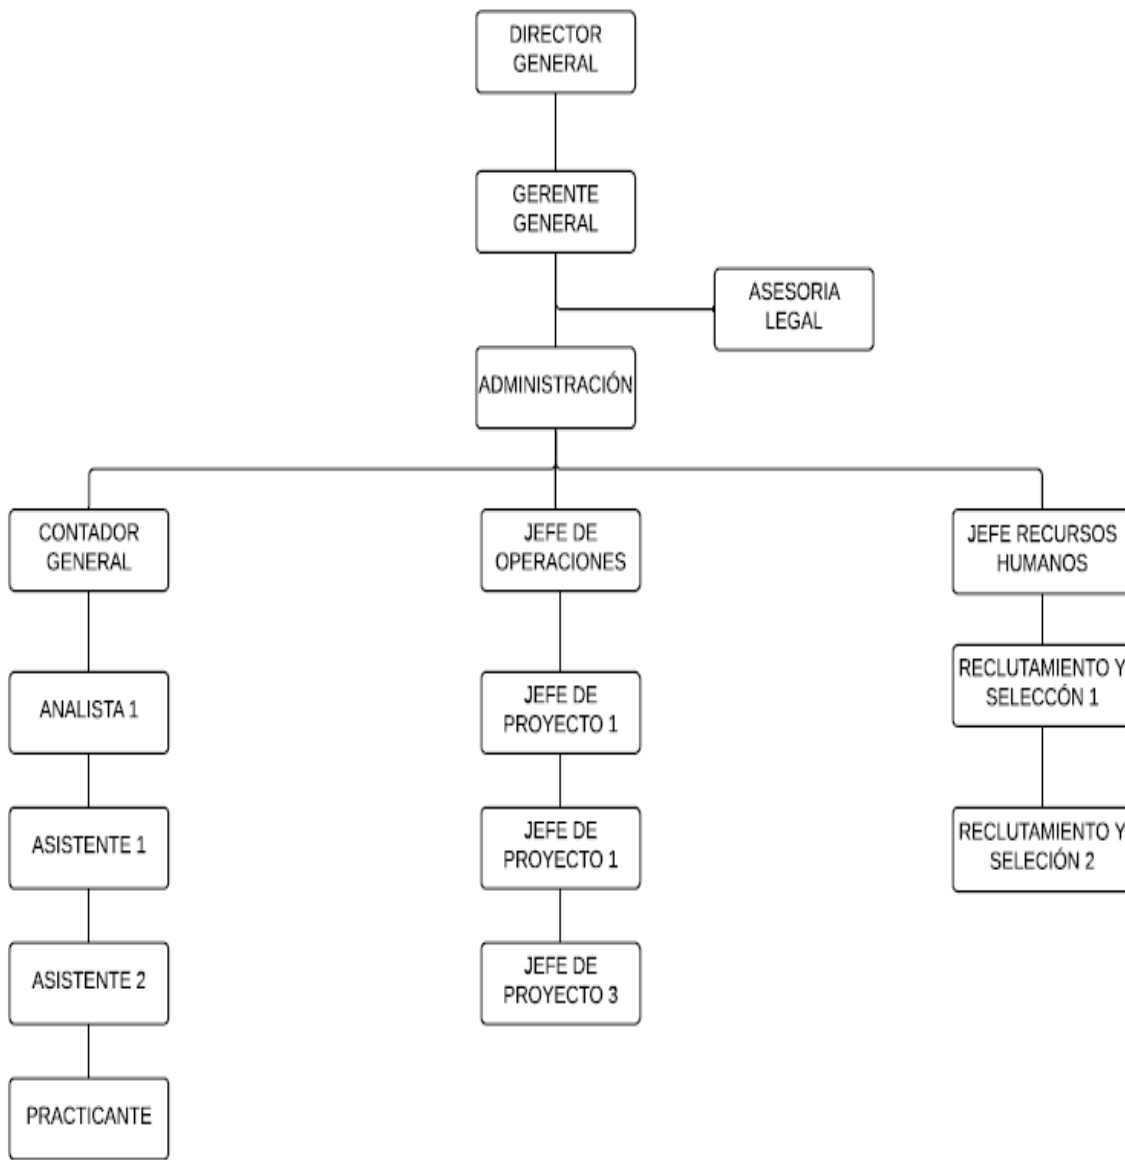 DIRECTOR
GENERAL
GERENTE
GENERAL
ASESORIA
LEGAL
ADMINISTRACIÓN
CONTADOR
GENERAL
JEFE DE
OPERACIONES
JEFE RECURSOS
HUMANOS
ANALISTA 1
JEFE DE
PROYECTO 1
RECLUTAMIENTO Y
SELECCÓN 1
ASISTENTE 1
JEFE DE
PROYECTO 1
RECLUTAMIENTO Y
SELECIÓN 2
ASISTENTE 2
JEFE DE
PROYECTO 3
PRACTICANTE